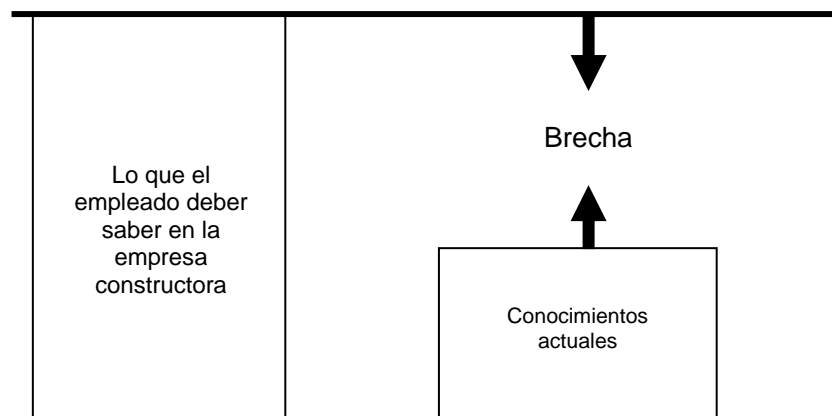 Lo que el
empleado deber
saber en la
empresa
constructora
Brecha
Conocimientos
actuales